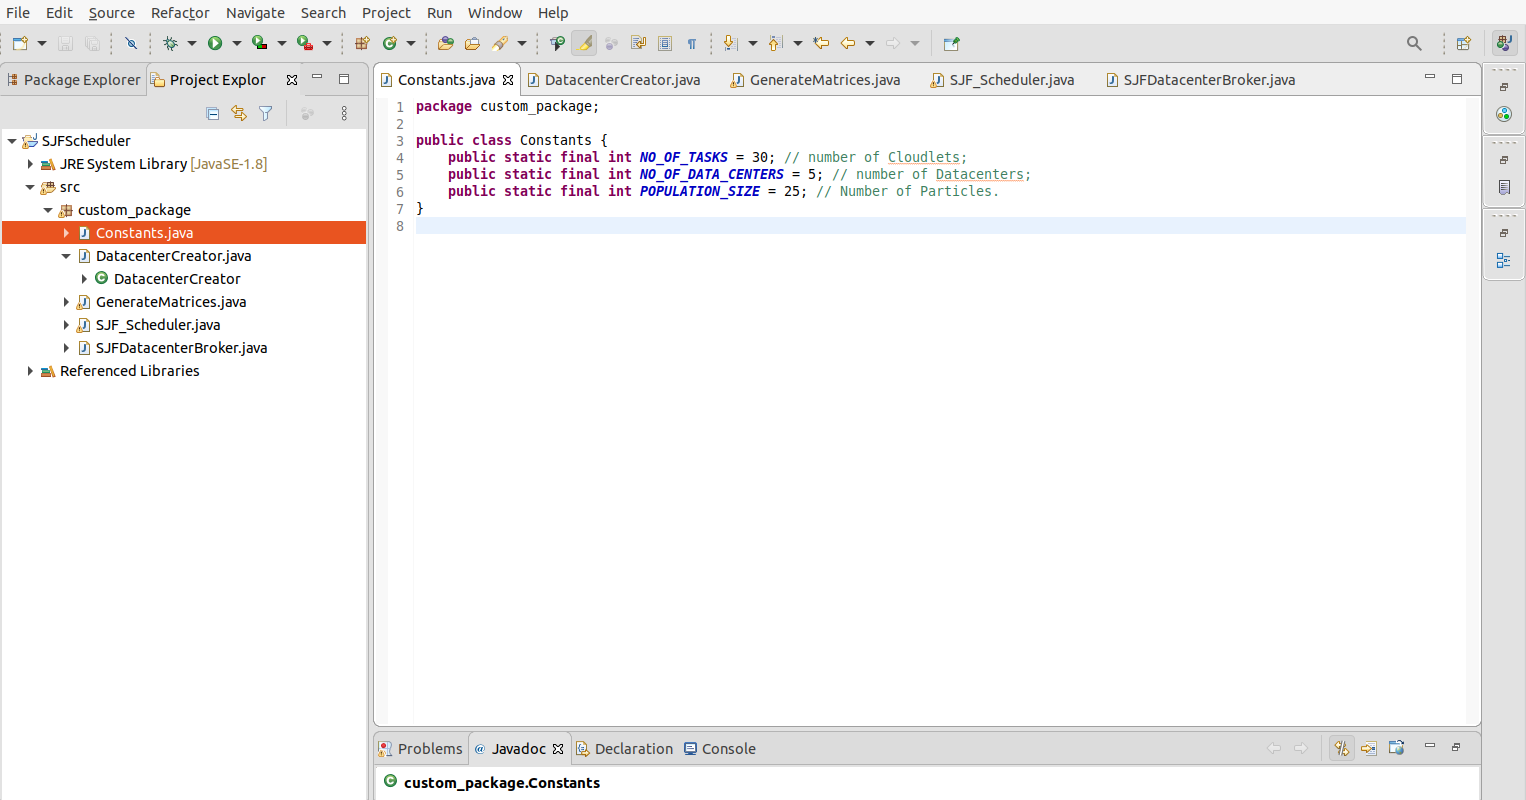 File Edit Source Refactor Navigate Search Project Run Window Help
Package Explorer Project Explor
SJFScheduler
JRE System Library [JavaSE-1.8]
src
custom_package
Constants.java
DatacenterCreator.java
DatacenterCreator
GenerateMatrices.java
SJF_Scheduler.java
SJFDatacenterBroker.java
Referenced Libraries
Constants.java DatacenterCreator.java GenerateMatrices.java SJF_Scheduler.java SJFDatacenterBroker.java
1 package custom_package;
2
3 public class Constants {
4 public static final int NO_OF_TASKS = 30; // number of Cloudlets;
5 public static final int NO_OF_DATA_CENTERS = 5; // number of Datacenters;
6 public static final int POPULATION_SIZE = 25; // Number of Particles.
7 }
8
Problems @ Javadoc Declaration Console
custom_package.Constants